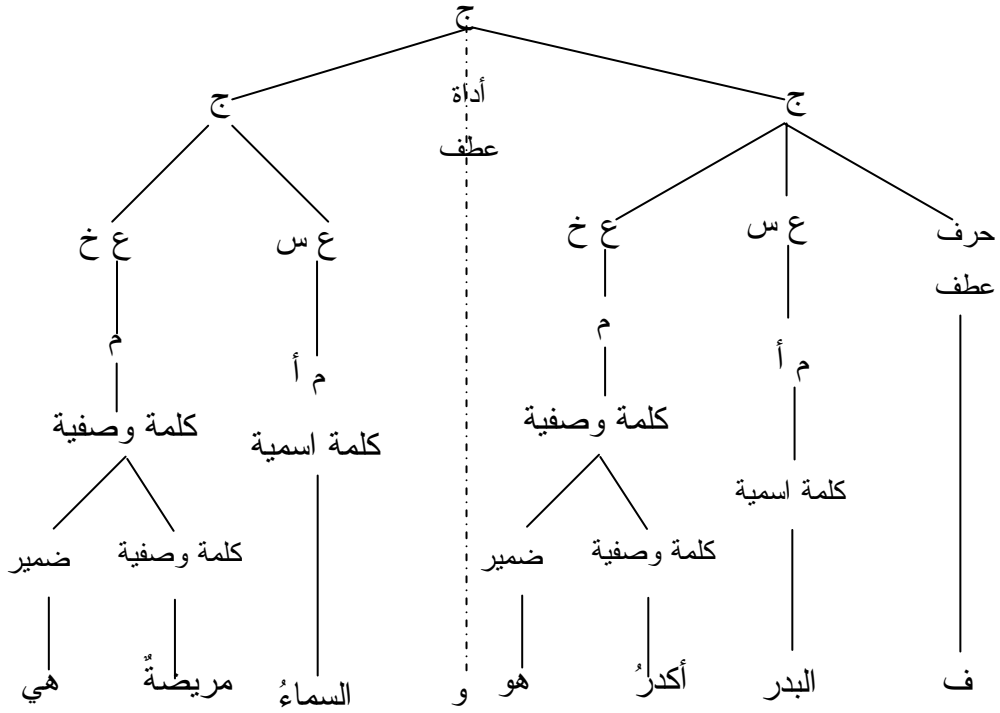 ج
ج
أداة
عطف
ج
حرف
عطف
ع س
ع خ
ع س
ع خ
م أ
م
م أ
م
كلمة اسمية
كلمة وصفية
كلمة اسمية
كلمة وصفية
كلمة وصفية
ضمير
كلمة وصفية
ضمير
ف
البدر
أكدرُ
هو
و
السماءُ
مريضةٌ
هي